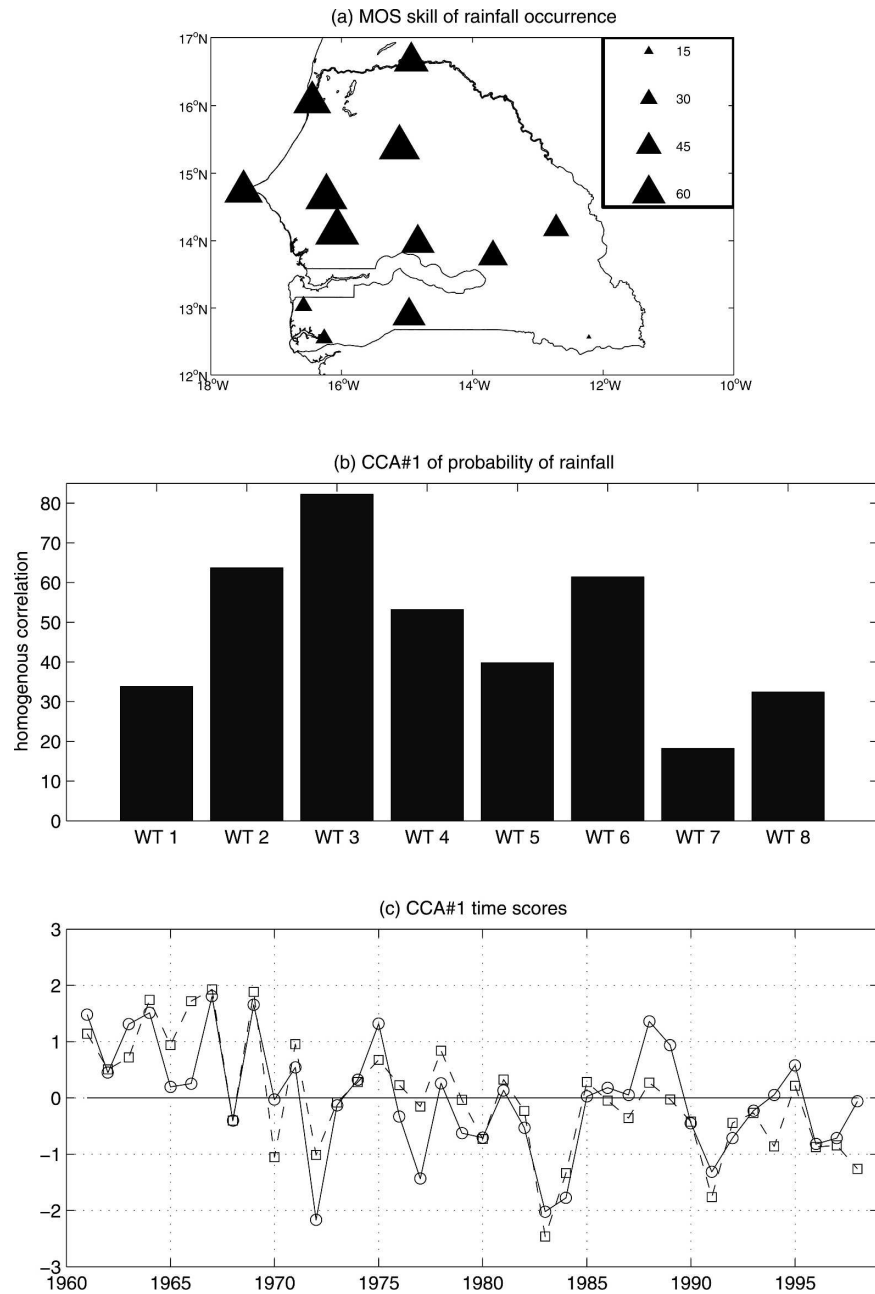 (a) MOS skill of rainfall occurrence
17°N
16°N
15°N
14°N
13°N
12°N
18°W
16°W
14°W
12°W
10°W
15
30
45
60
(b) CCA#1 of probability of rainfall
homogenous correlation
80
70
60
50
40
30
20
10
0
WT 1
WT 2
WT 3
WT 4
WT 5
WT 6
WT 7
WT 8
(c) CCA#1 time scores
3
2
1
0
−1
−2
−3
1960
1965
1970
1975
1980
1985
1990
1995